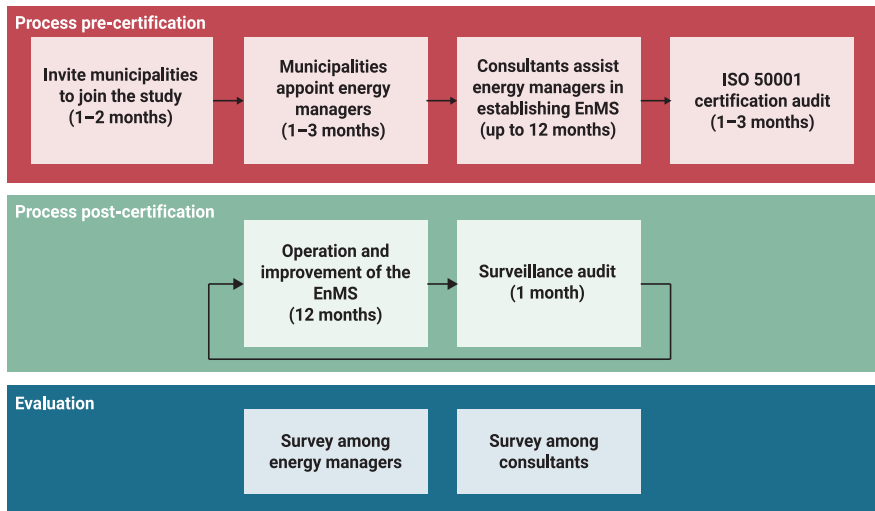 Process pre-certification
Invite municipalities
to join the study
(1–2 months)
Municipalities
appoint energy
managers
(1–3 months)
Consultants assist
energy managers in
establishing EnMS
(up to 12 months)
ISO 50001
certification audit
(1–3 months)
Process post-certification
Operation and
improvement of the
EnMS
(12 months)
Surveillance audit
(1 month)
Evaluation
Survey among
energy managers
Survey among
consultants